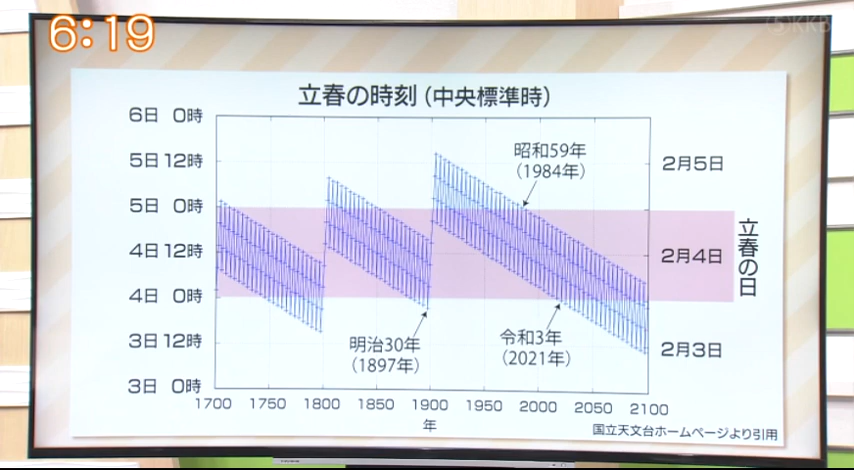 6:19
KKB
立春の時刻（中央標準時）
6日 0時
5日 12時
5日 0時
4日 12時
4日 0時
3日 12時
3日 0時
昭和59年
（1984年）
明治30年
（1897年）
令和3年
（2021年）
2月5日
2月4日
2月3日
立春の日
1700 1750 1800 1850 1900 1950 2000 2050 2100
年
国立天文台ホームページより引用